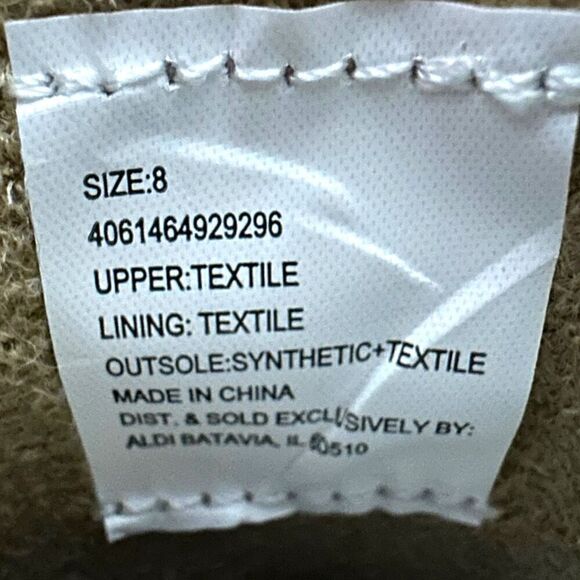 SIZE:8
4061464929296
UPPER:TEXTILE
LINING: TEXTILE
OUTSOLE:SYNTHETIC+TEXTILE
MADE IN CHINA
DIST. & SOLD EXCLUSIVELY BY:
ALDI BATAVIA, IL 60510